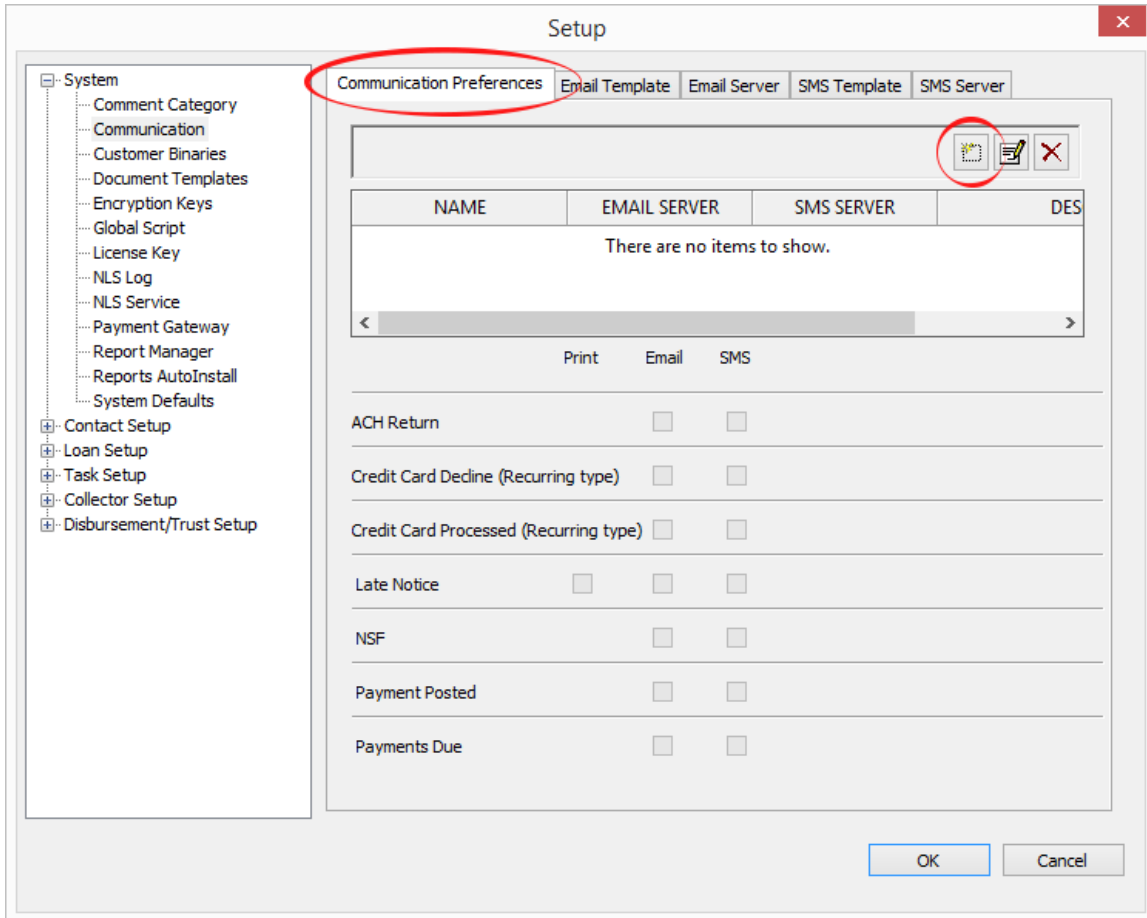 Setup
System
Comment Category
Communication
Customer Binaries
Document Templates
Encryption Keys
Global Script
License Key
NLS Log
NLS Service
Payment Gateway
Report Manager
Reports AutoInstall
System Defaults
Contact Setup
Loan Setup
Task Setup
Collector Setup
Disbursement/Trust Setup
Communication Preferences Email Template Email Server SMS Template SMS Server
NAME EMAIL SERVER SMS SERVER DES
There are no items to show.
Print Email SMS
ACH Return
Credit Card Decline (Recurring type)
Credit Card Processed (Recurring type)
Late Notice
NSF
Payment Posted
Payments Due
OK Cancel